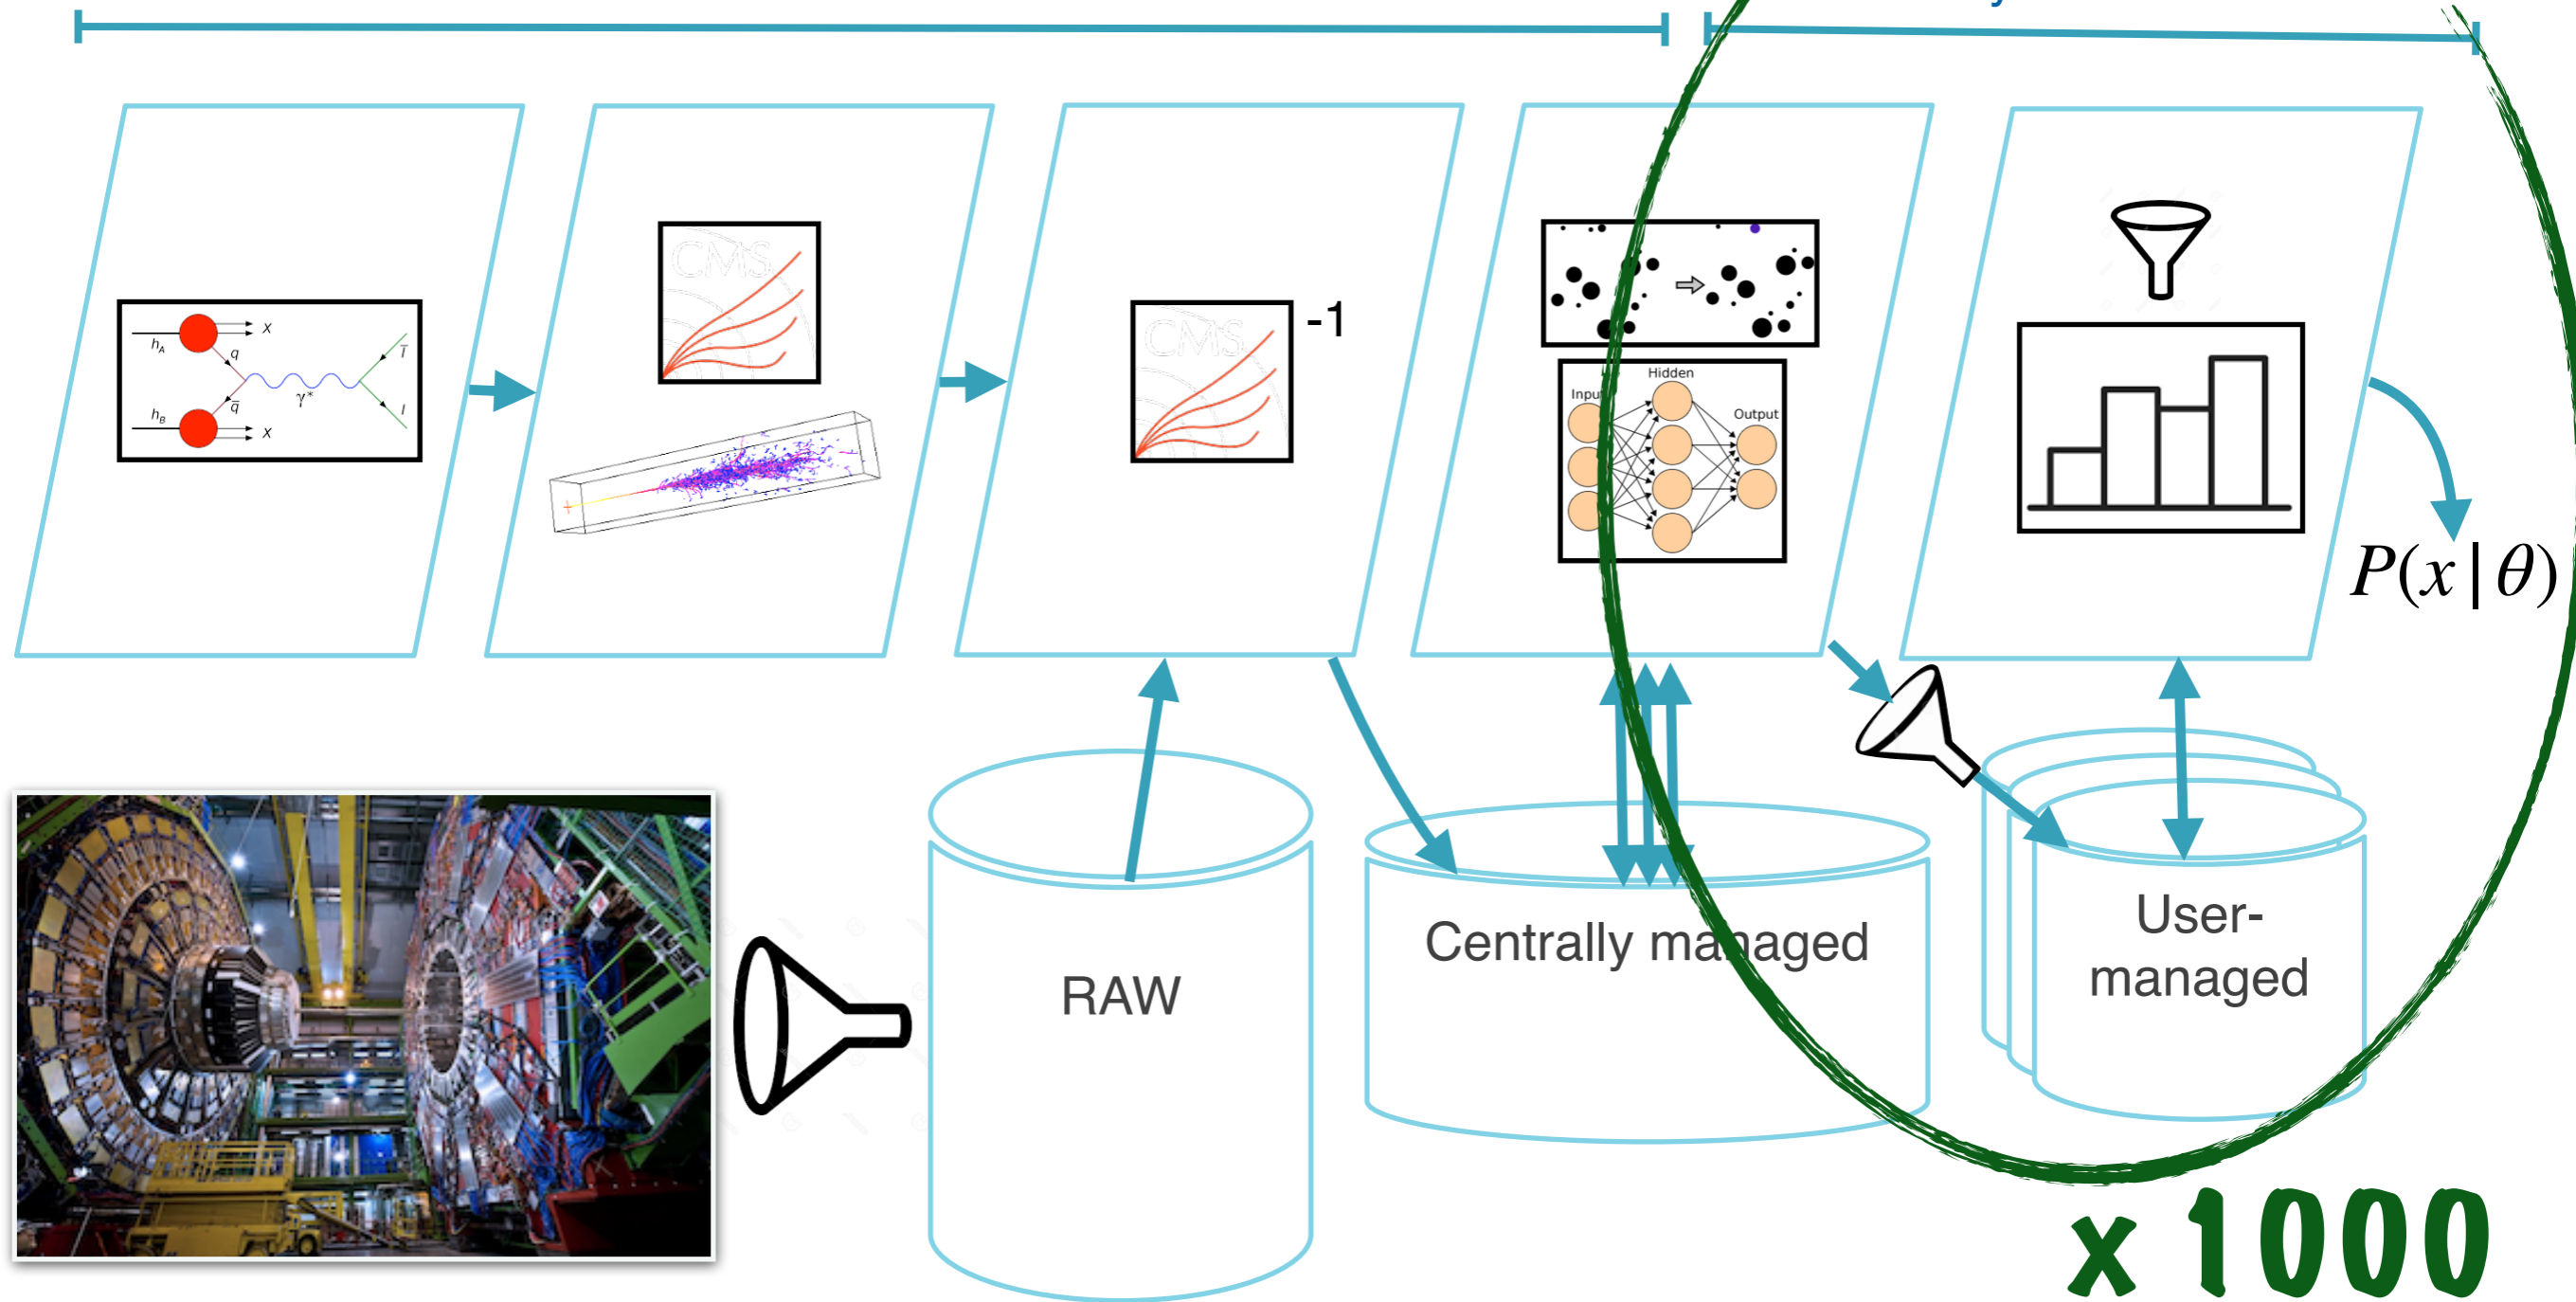 CMS
CMS
-1
h_A
X
q
q̅
γ*
l̅
l
h_B
X
Input
Hidden
Output
P(x | θ)
RAW
Centrally managed
User-
managed
x 1000